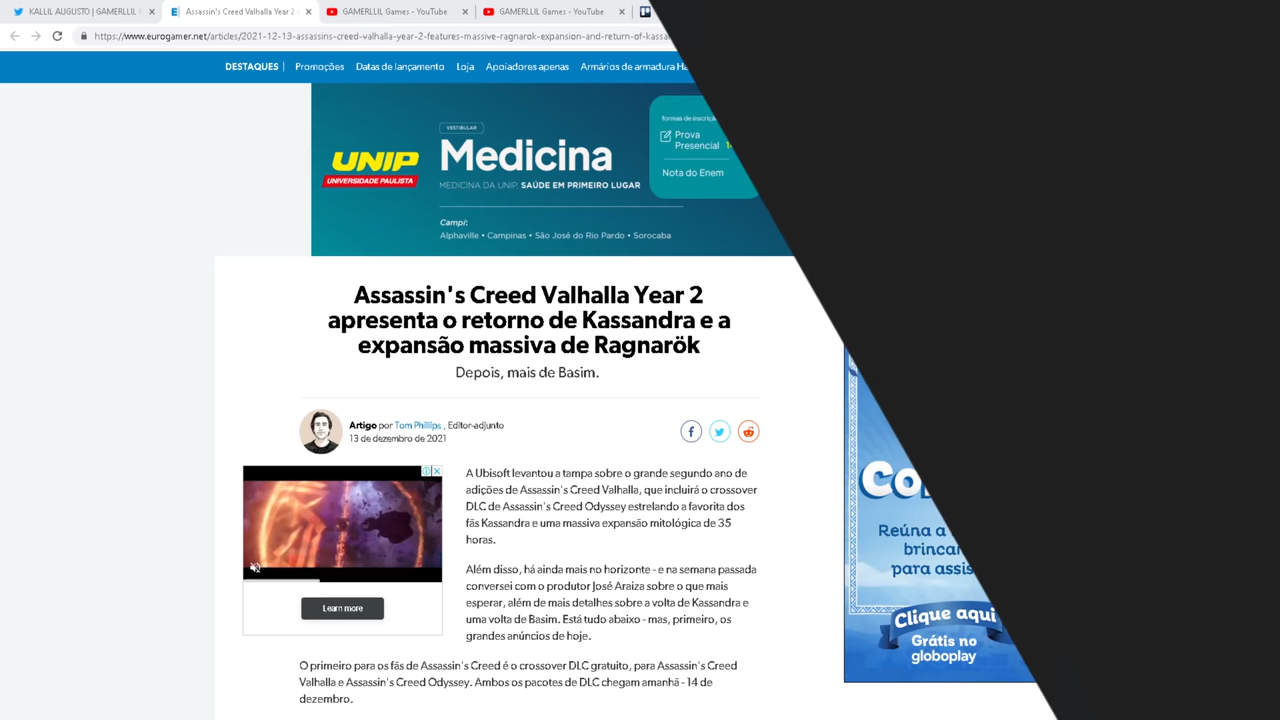 KALLIL AUGUSTO | GAMERLLIL
Assassin's Creed Valhalla Year 2
GAMERLLIL Games - YouTube
GAMERLLIL Games - YouTube
https://www.eurogamer.net/articles/2021-12-13-assassins-creed-valhalla-year-2-features-massive-ragnarok-expansion-and-return-of-kassa
DESTAQUES | Promoções Datas de lançamento Loja Apoiadores apenas Armários de armadura Ha
VESTIBULAR
UNIP
UNIVERSIDADE PAULISTA
Medicina
MEDICINA DA UNIP: SAÚDE EM PRIMEIRO LUGAR
Campi:
Alphaville • Campinas • São José do Rio Pardo • Sorocaba
formas de inscriçã
Prova
Presencial
Nota do Enem
Assassin's Creed Valhalla Year 2
apresenta o retorno de Kassandra e a
expansão massiva de Ragnarök
Depois, mais de Basim.
Artigo por Tom Phillips , Editor-adjunto
13 de dezembro de 2021
Learn more
A Ubisoft levantou a tampa sobre o grande segundo ano de
adições de Assassin's Creed Valhalla, que incluirá o crossover
DLC de Assassin's Creed Odyssey estrelando a favorita dos
fãs Kassandra e uma massiva expansão mitológica de 35
horas.
Além disso, há ainda mais no horizonte - e na semana passada
conversei com o produtor José Araiza sobre o que mais
esperar, além de mais detalhes sobre a volta de Kassandra e
uma volta de Basim. Está tudo abaixo - mas, primeiro, os
grandes anúncios de hoje.
O primeiro para os fãs de Assassin's Creed é o crossover DLC gratuito, para Assassin's Creed
Valhalla e Assassin's Creed Odyssey. Ambos os pacotes de DLC chegam amanhã - 14 de
dezembro.
Co
Reúna a
brincan
para assis
Clique aqui
Grátis no
globoplay